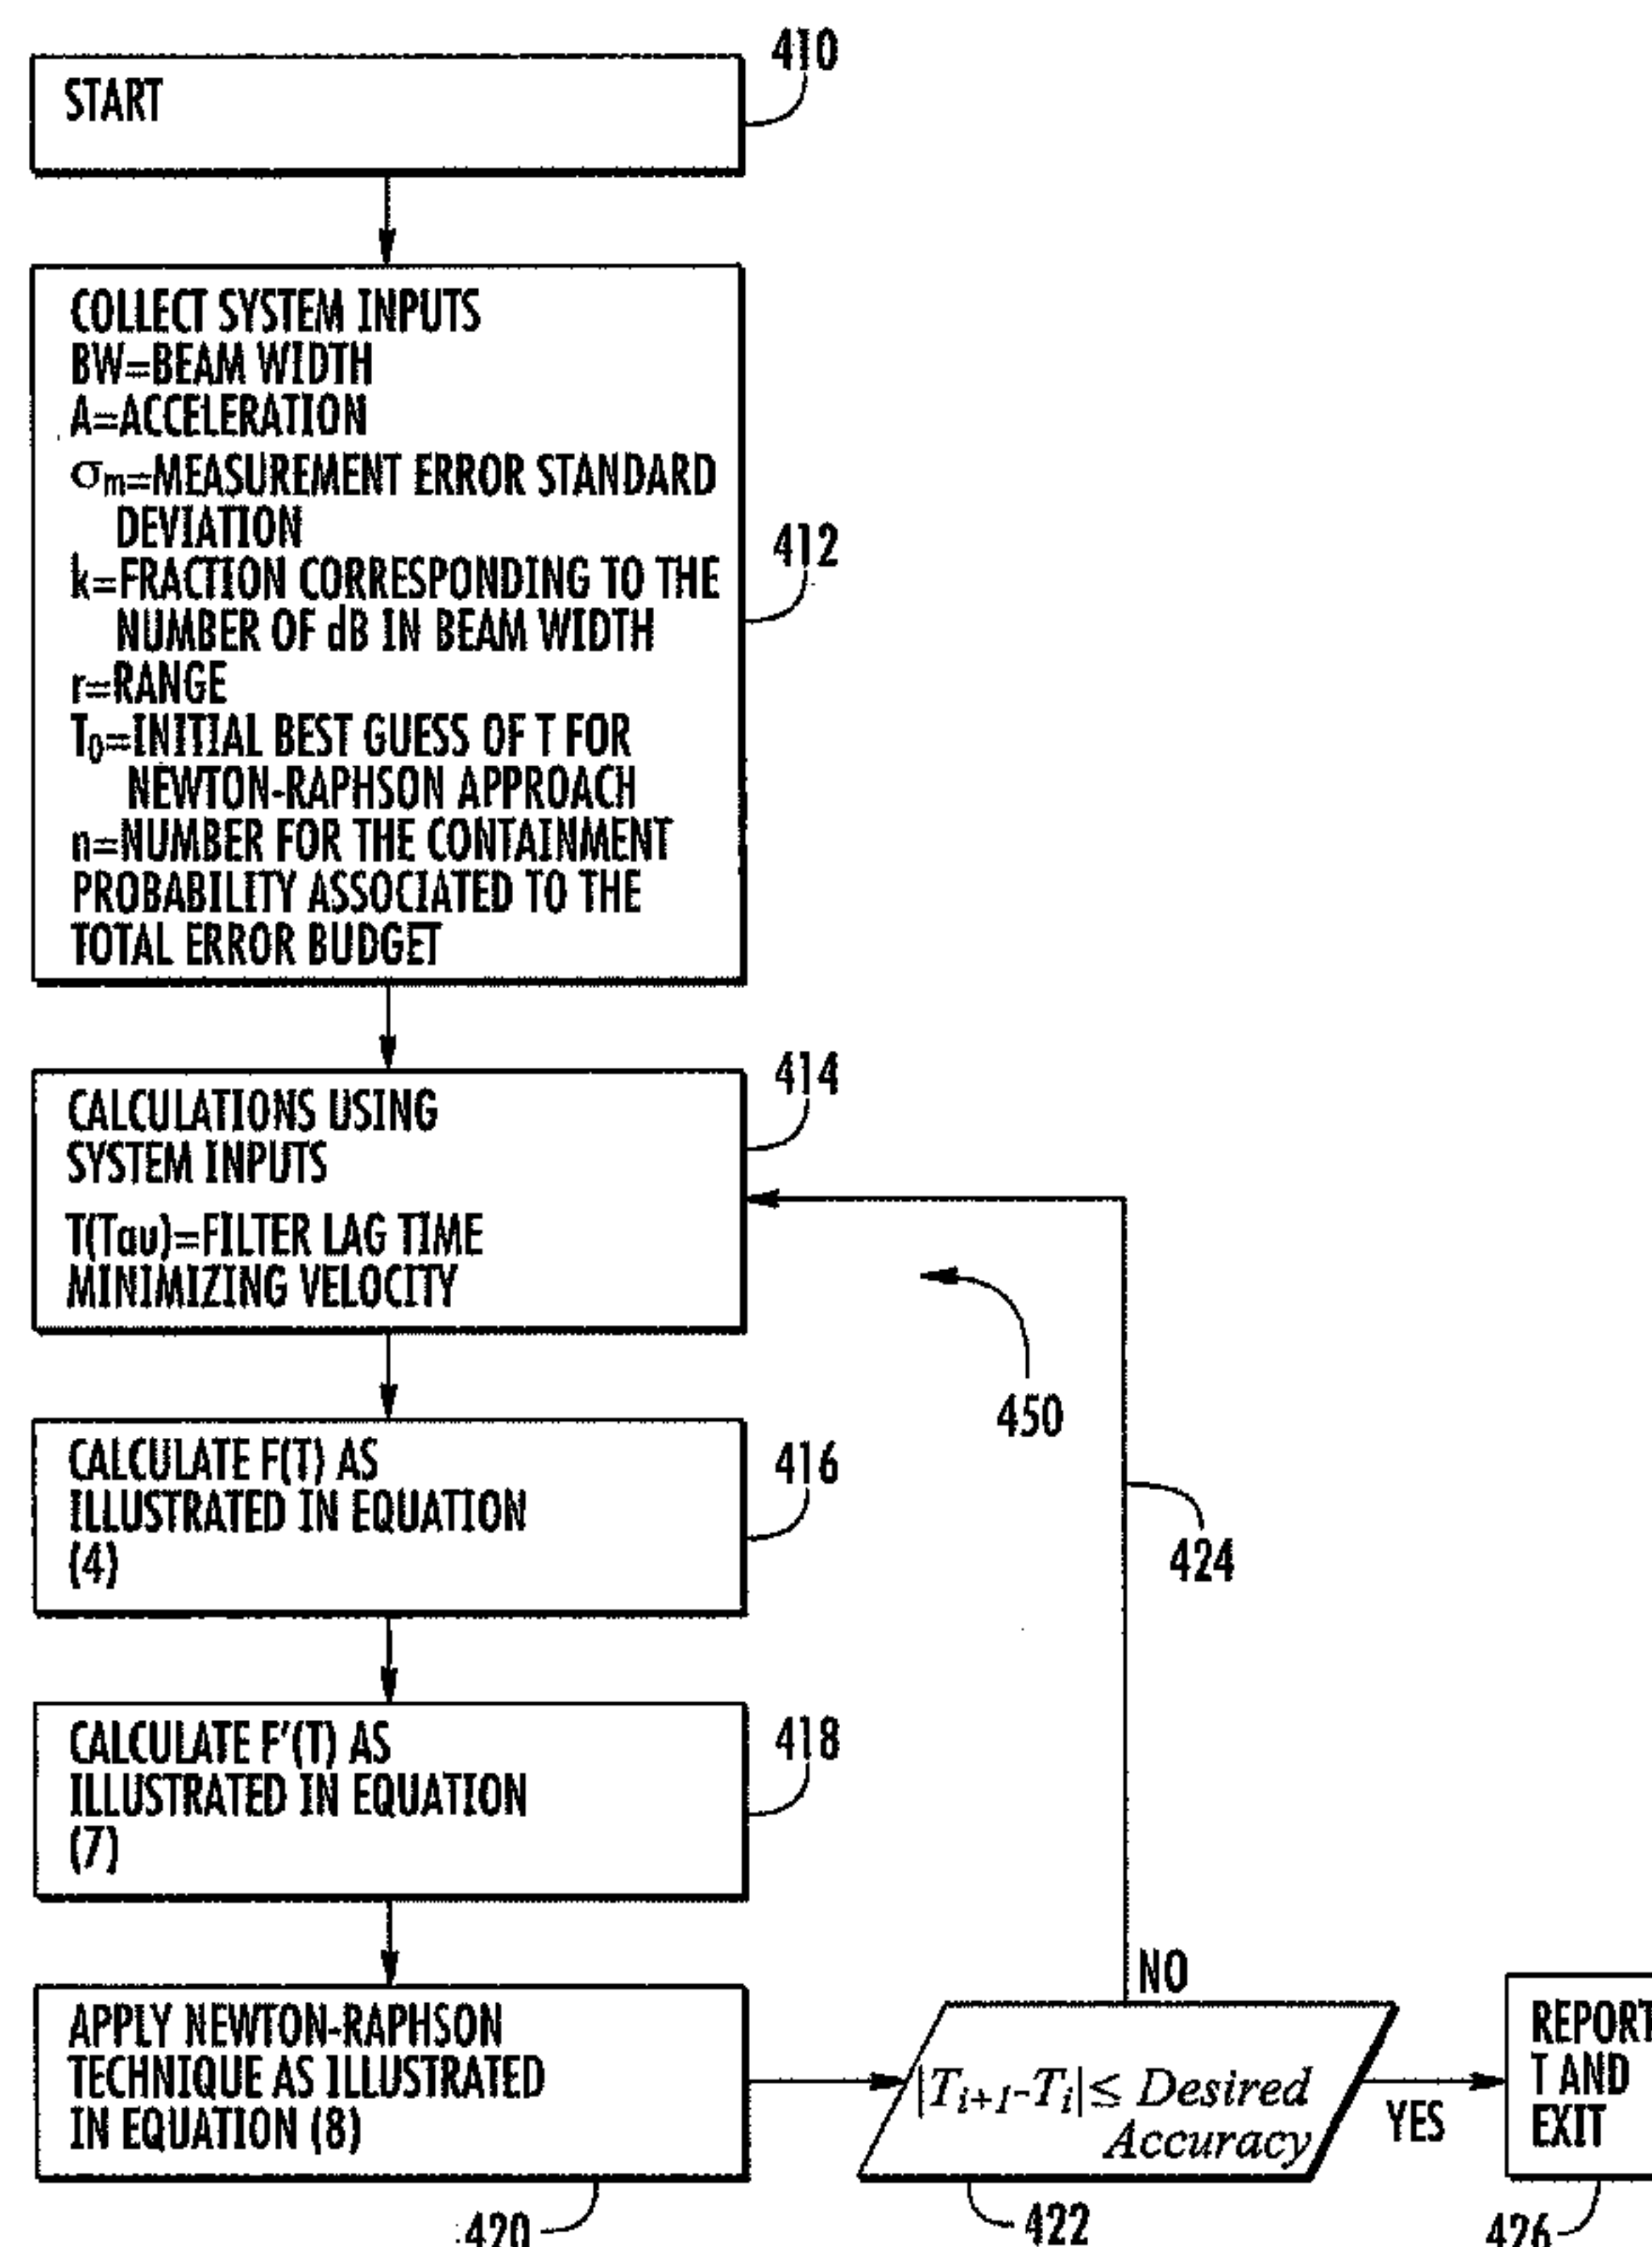 410
START
COLLECT SYSTEM INPUTS
BW=BEAM WIDTH
A=ACCELERATION
σm=MEASUREMENT ERROR STANDARD
DEVIATION
412
k=FRACTION CORRESPONDING TO THE
NUMBER OF dB IN BEAM WIDTH
r=RANGE
T0=INITIAL BEST GUESS OF T FOR
NEWTON-RAPHSON APPROACH
n=NUMBER FOR THE CONTAINMENT
PROBABILITY ASSOCIATED TO THE
TOTAL ERROR BUDGET
414
CALCULATIONS USING
SYSTEM INPUTS
T(Tau)=FILTER LAG TIME
MINIMIZING VELOCITY
450
CALCULATE F(T) AS
ILLUSTRATED IN EQUATION
(4)
416
424
CALCULATE F'(T) AS
ILLUSTRATED IN EQUATION
(7)
418
NO
APPLY NEWTON-RAPHSON
TECHNIQUE AS ILLUSTRATED
IN EQUATION (8)
|Ti+1-Ti|≤ Desired
Accuracy
YES
REPORT
T AND
EXIT
420
422
426